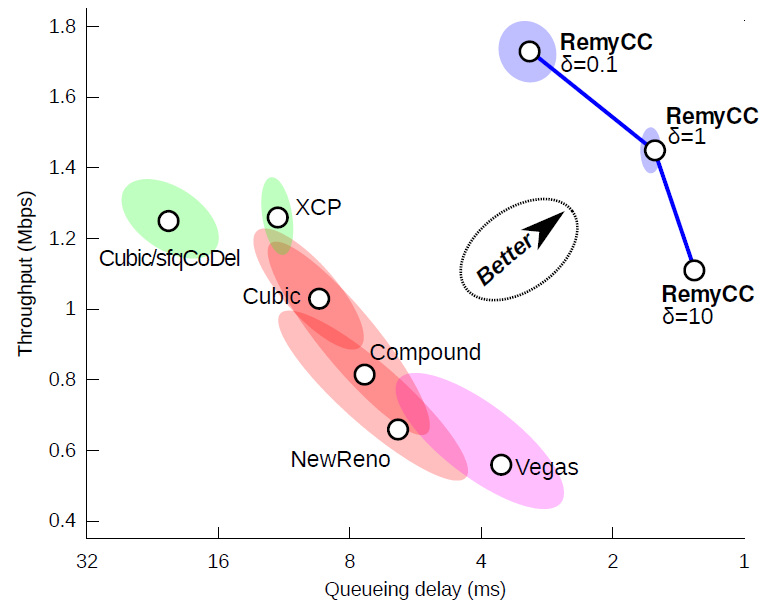 1.8
1.6
1.4
1.2
1
0.8
0.6
0.4
Throughput (Mbps)
32
16
8
4
2
1
Queueing delay (ms)
RemyCC
δ=0.1
RemyCC
δ=1
RemyCC
δ=10
XCP
Cubic/sfqCoDel
Better
Cubic
Compound
NewReno
Vegas